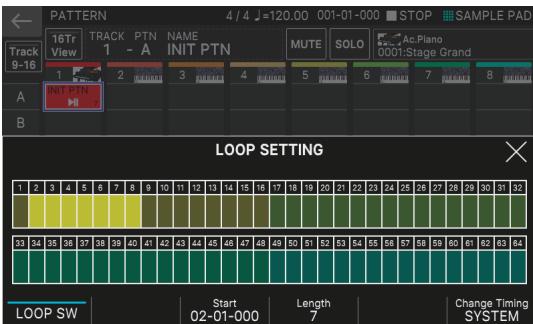 PATTERN 4 / 4 ♩=120.00 001-01-000 STOP SAMPLE PAD
Track 9-16 16Tr View TRACK 1 - PTN A NAME INIT PTN MUTE SOLO Ac.Piano 0001:Stage Grand
1 2 3 4 5 6 7 8
A INIT PTN 7
B
LOOP SETTING
1 2 3 4 5 6 7 8 9 10 11 12 13 14 15 16 17 18 19 20 21 22 23 24 25 26 27 28 29 30 31 32
33 34 35 36 37 38 39 40 41 42 43 44 45 46 47 48 49 50 51 52 53 54 55 56 57 58 59 60 61 62 63 64
Start Length Change Timing
LOOP SW 02-01-000 7 SYSTEM